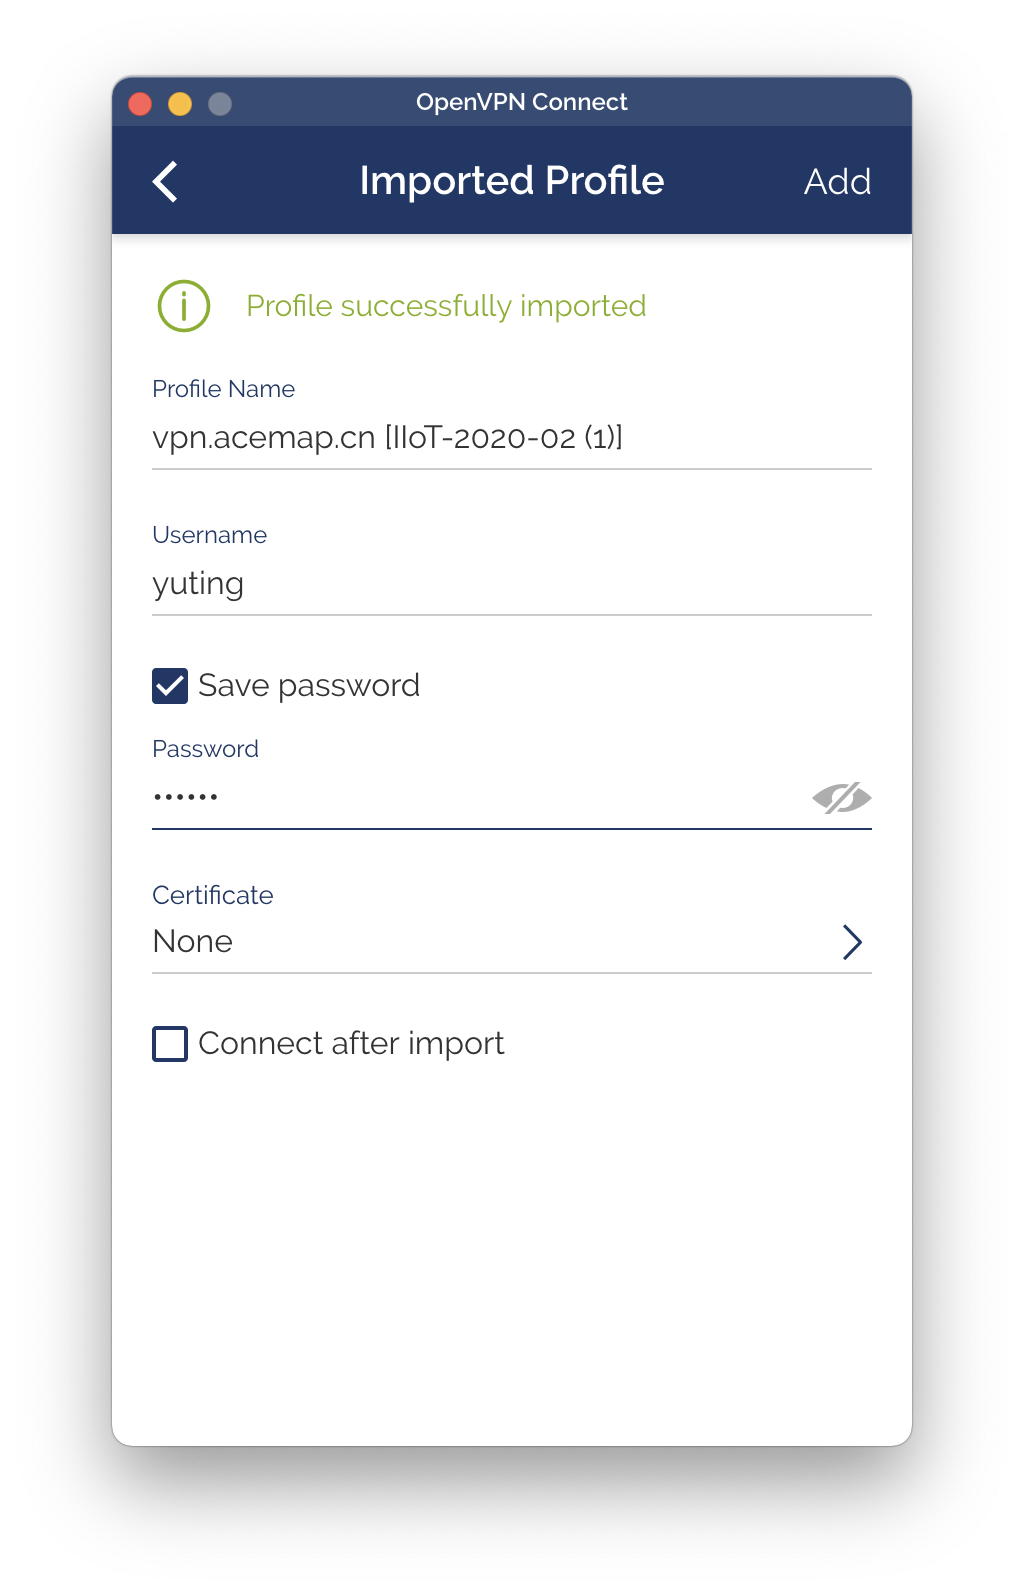 OpenVPN Connect
Imported Profile
Add
Profile successfully imported
Profile Name
vpn.acemap.cn [IIoT-2020-02 (1)]
Username
yuting
Save password
Password
••••••
Certificate
None
Connect after import